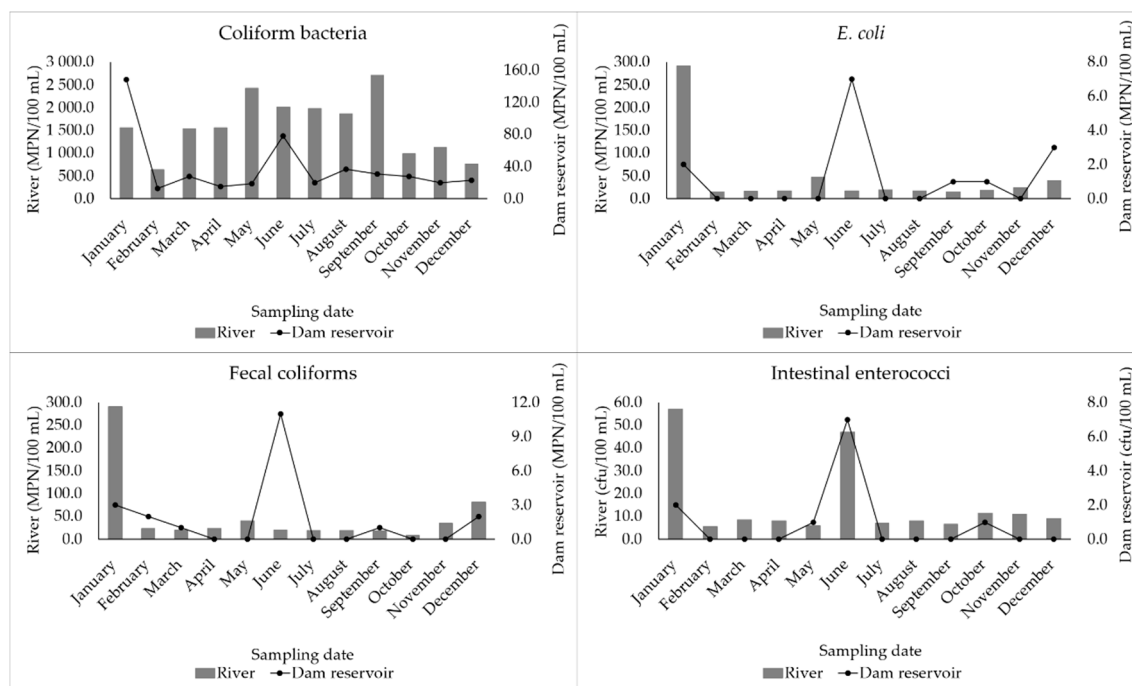 Coliform bacteria
River (MPN/100 mL)
3 000.0
2 500.0
2 000.0
1 500.0
1 000.0
500.0
0.0
Dam reservoir (MPN/100 mL)
160.0
120.0
80.0
40.0
0.0
January
February
March
April
May
June
July
August
September
October
November
December
Sampling date
River
Dam reservoir
E. coli
River (MPN/100 mL)
300.0
250.0
200.0
150.0
100.0
50.0
0.0
Dam reservoir (MPN/100 mL)
8.0
6.0
4.0
2.0
0.0
January
February
March
April
May
June
July
August
September
October
November
December
Sampling date
River
Dam reservoir
Fecal coliforms
River (MPN/100 mL)
300.0
250.0
200.0
150.0
100.0
50.0
0.0
Dam reservoir (MPN/100 mL)
12.0
9.0
6.0
3.0
0.0
January
February
March
April
May
June
July
August
September
October
November
December
Sampling date
River
Dam reservoir
Intestinal enterococci
River (cfu/100 mL)
60.0
50.0
40.0
30.0
20.0
10.0
0.0
Dam reservoir (cfu/100 mL)
8.0
6.0
4.0
2.0
0.0
January
February
March
April
May
June
July
August
September
October
November
December
Sampling date
River
Dam reservoir